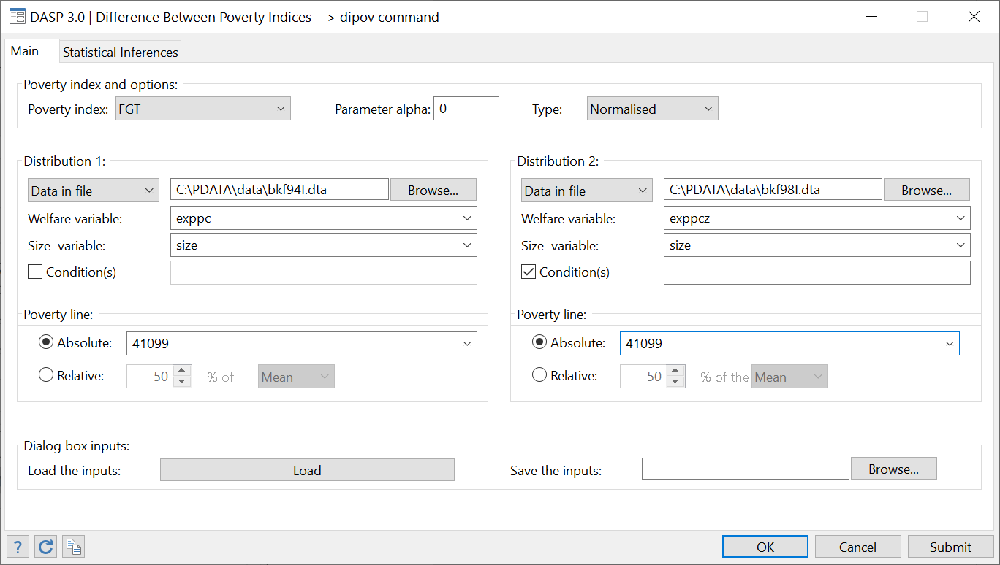 DASP 3.0 | Difference Between Poverty Indices --> dipov command
Main Statistical Inferences
Poverty index and options:
Poverty index: FGT Parameter alpha: 0 Type: Normalised
Distribution 1: Distribution 2:
Data in file C:\PDATA\data\bkf94I.dta Browse... Data in file C:\PDATA\data\bkf98I.dta Browse...
Welfare variable: exppc Welfare variable: exppcz
Size variable: size Size variable: size
Condition(s) Condition(s)
Poverty line: Poverty line:
Absolute: 41099 Absolute: 41099
Relative: 50 % of Mean Relative: 50 % of the Mean
Dialog box inputs:
Load the inputs: Load Save the inputs: Browse...
? OK Cancel Submit